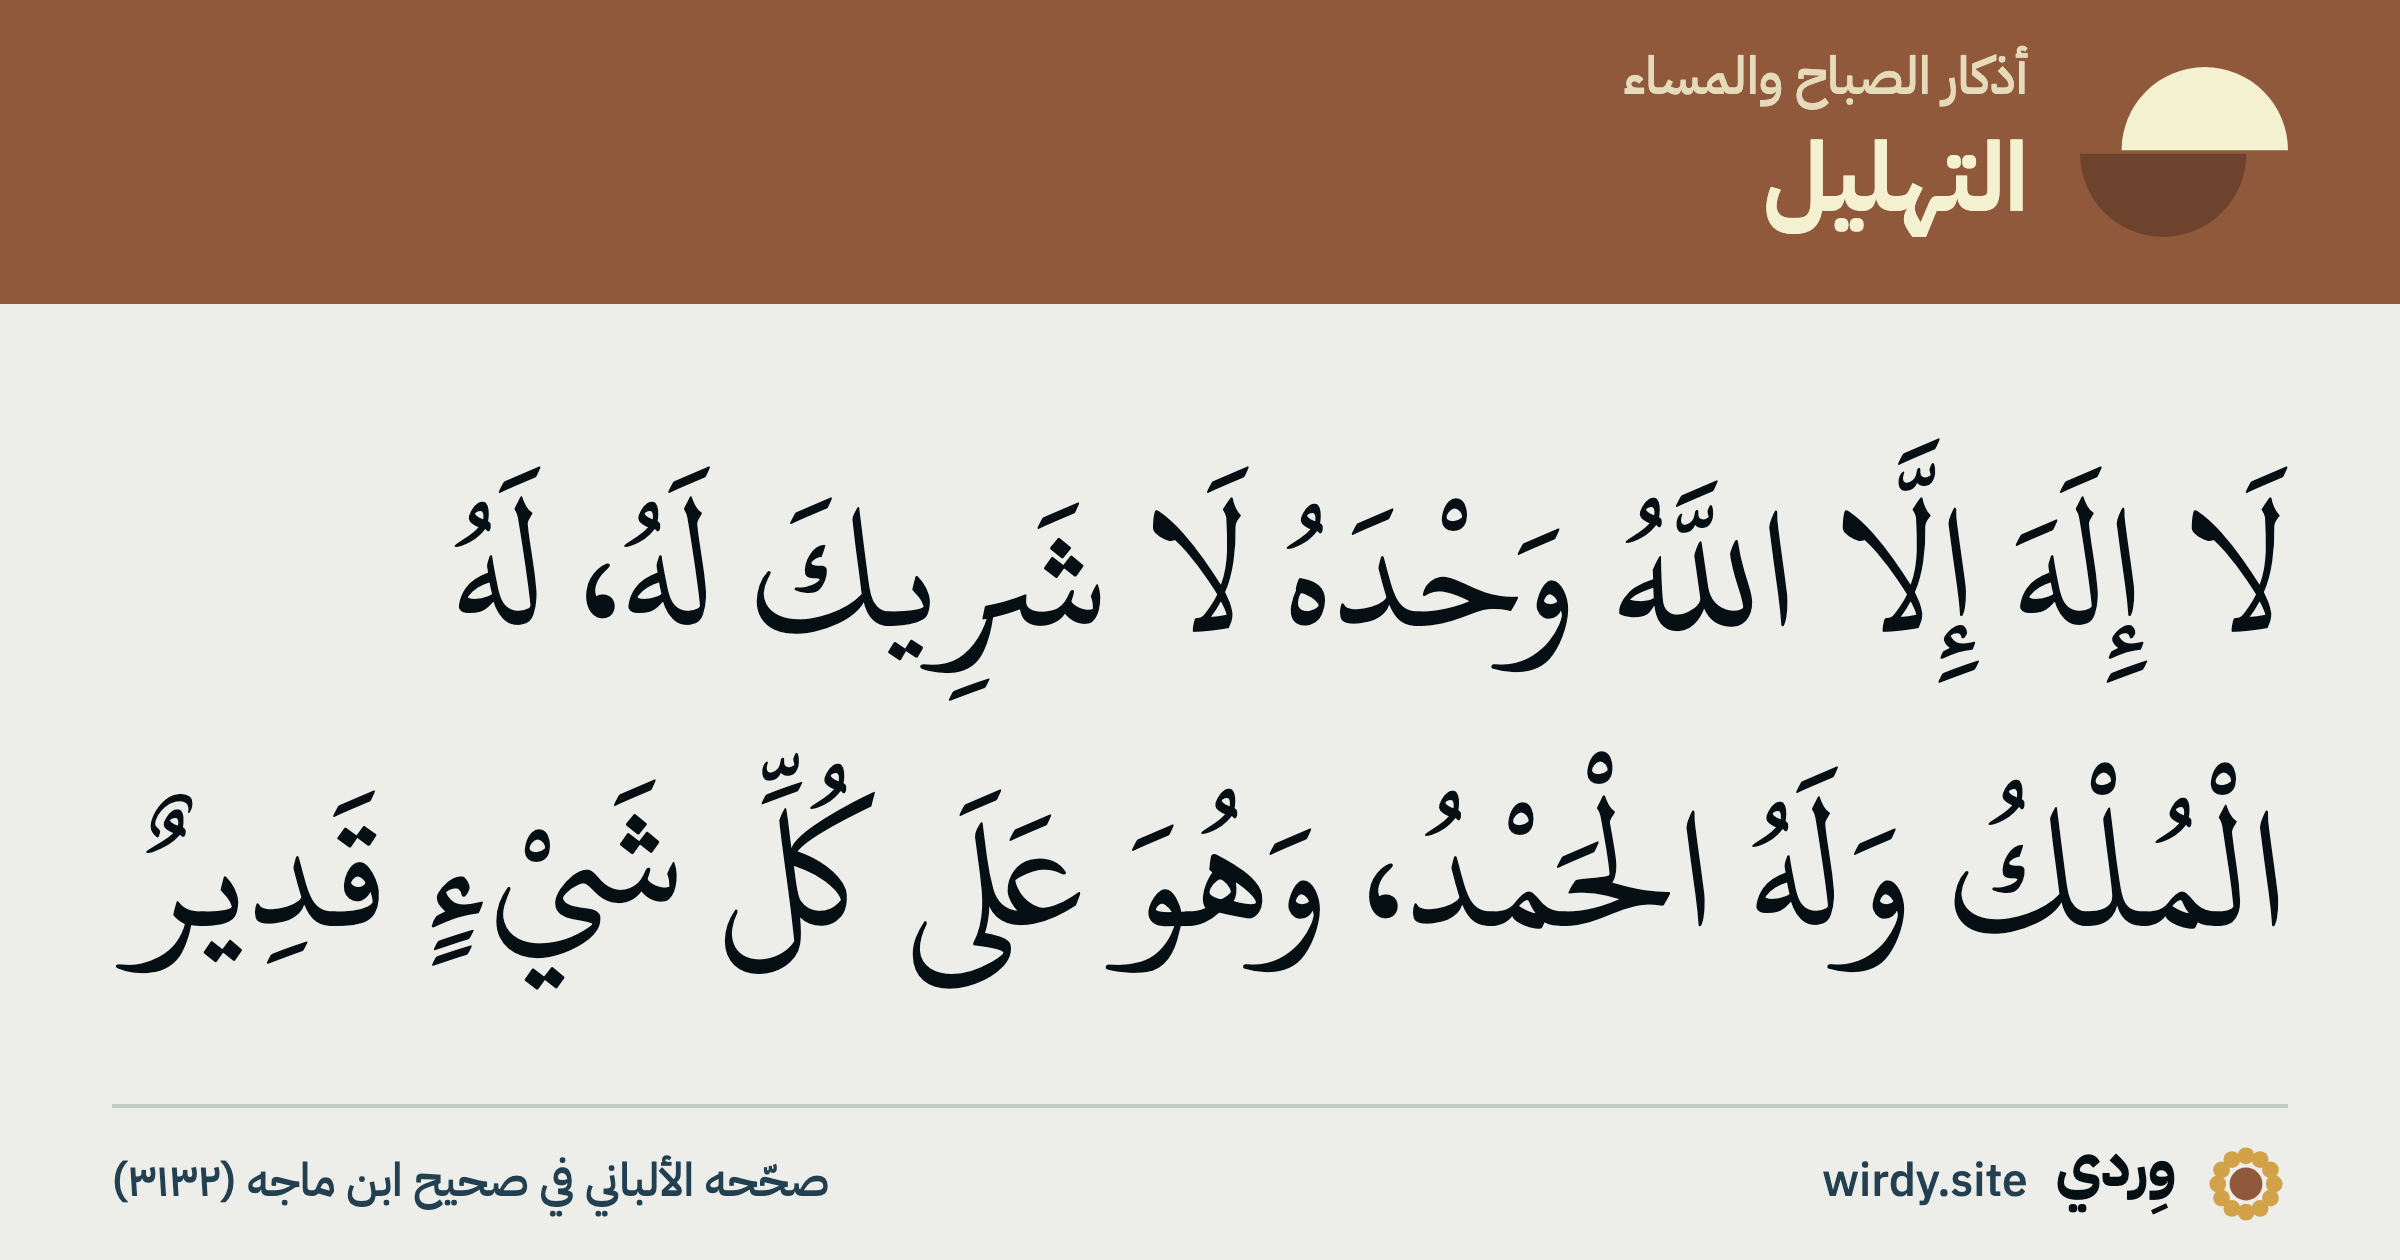 أذكار الصباح والمساء
التهليل
لَا إِلَهَ إِلَّا اللَّهُ وَحْدَهُ لَا شَرِيكَ لَهُ، لَهُ
الْمُلْكُ وَلَهُ الْحَمْدُ، وَهُوَ عَلَى كُلِّ شَيْءٍ قَدِيرٌ
وِردي wirdy.site
صحّحه الألباني في صحيح ابن ماجه (٣١٣٢)